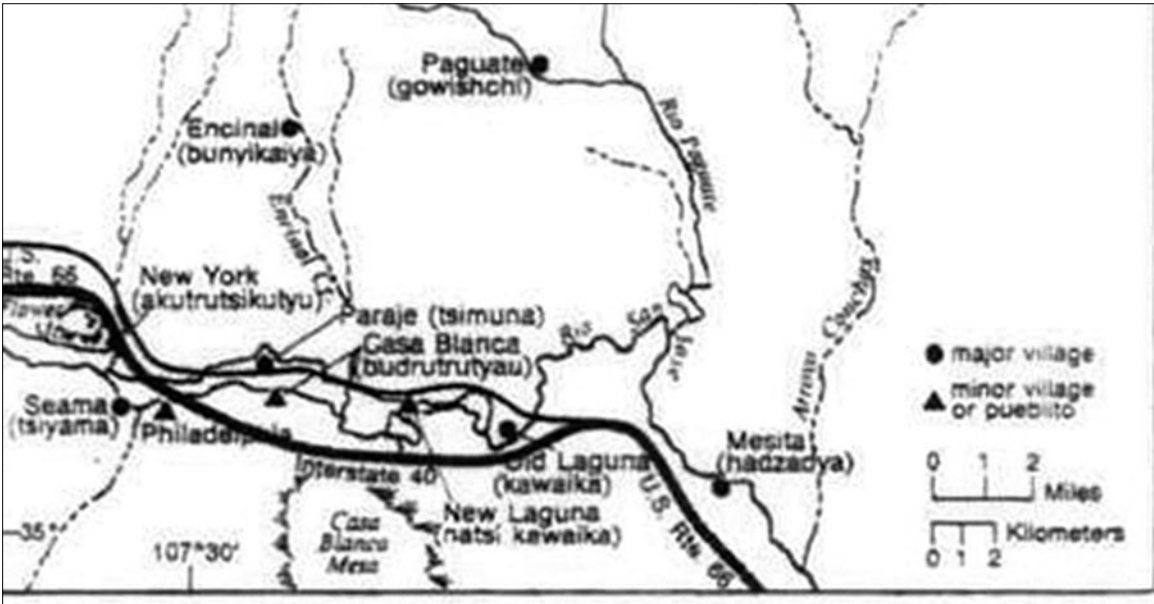 Paguate
(gowishchi)
Encinal
(bunyikaiya)
Rio Paguate
Encinal Cr.
U.S.
Rte. 66
New York
(akutrutsikutyu)
Paraje (tsimuna)
Casa Blanca
(budrutrutyau)
Rio San
Jose
Arroyo Conchas
major village
minor village
or pueblito
Seama
(tsiyama)
Philadelphia
Interstate 40
Old Laguna
(kawaika)
Mesita
(hadzadya)
U.S. Rte. 66
New Laguna
(natsi kawaika)
Casa
Blanca
Mesa
35°
107°30'
0 1 2
Miles
Kilometers
0 1 2